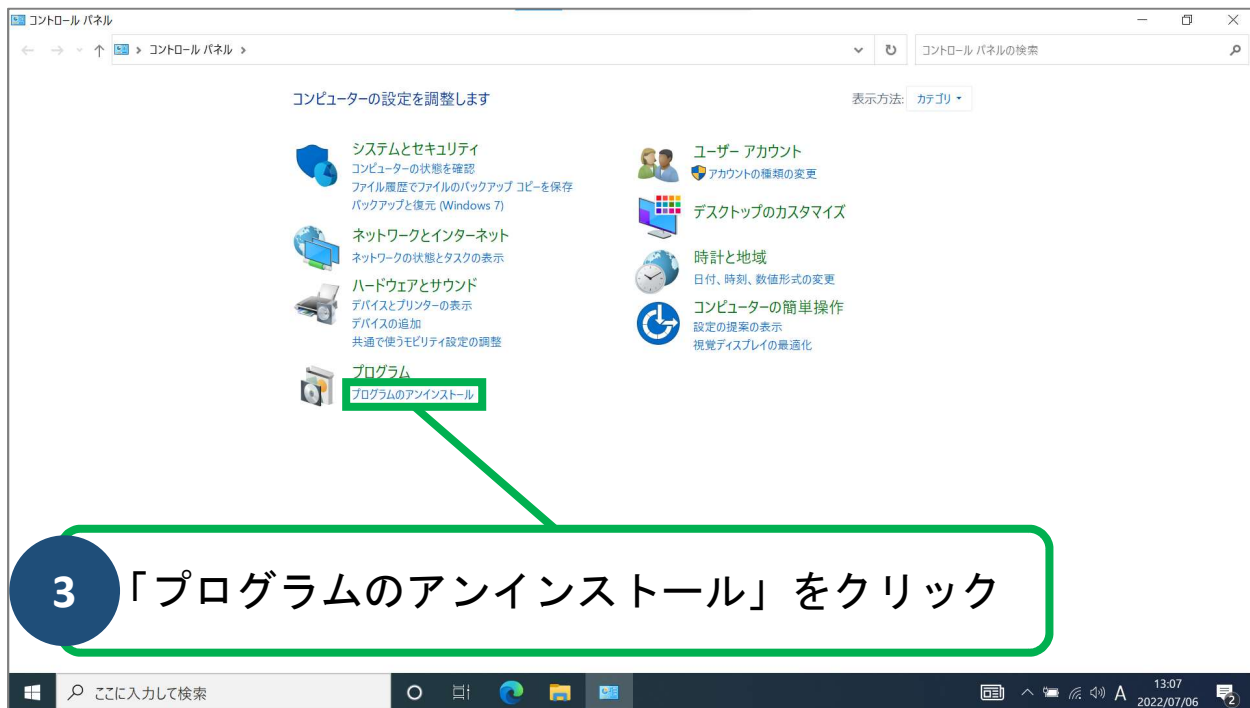 コントロール パネル
コントロール パネル
コントロール パネルの検索
コンピューターの設定を調整します
表示方法: カテゴリ
システムとセキュリティ
コンピューターの状態を確認
ファイル履歴でファイルのバックアップ コピーを保存
バックアップと復元 (Windows 7)
ネットワークとインターネット
ネットワークの状態とタスクの表示
ハードウェアとサウンド
デバイスとプリンターの表示
デバイスの追加
共通で使うモビリティ設定の調整
プログラム
プログラムのアンインストール
ユーザー アカウント
アカウントの種類の変更
デスクトップのカスタマイズ
時計と地域
日付、時刻、数値形式の変更
コンピューターの簡単操作
設定の提案の表示
視覚ディスプレイの最適化
3 「プログラムのアンインストール」をクリック
ここに入力して検索
A
13:07
2022/07/06
2